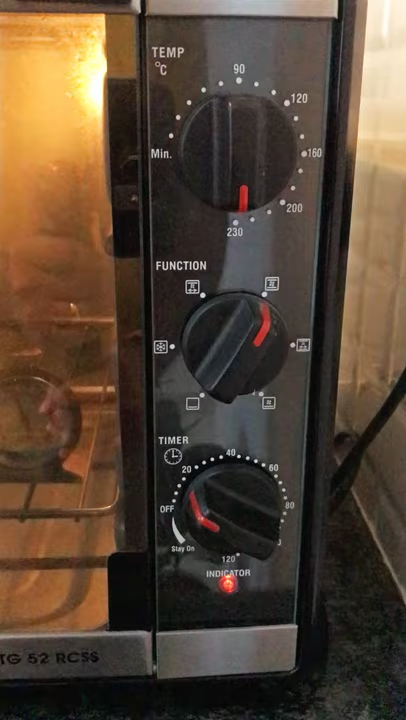 TEMP
°C
90
120
Min.
160
200
230
FUNCTION
TIMER
40
20
60
OFF
80
Stay On
120
INDICATOR
TG 52 RCSS